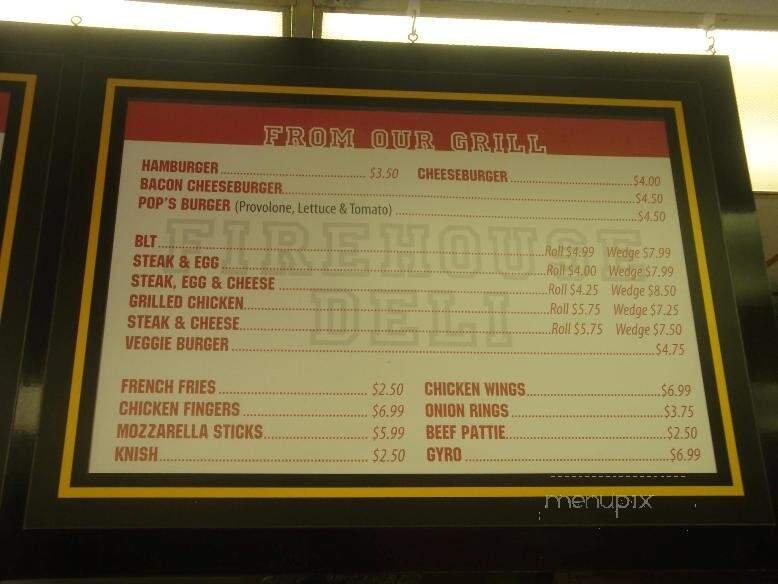 FROM OUR GRILL
HAMBURGER $3.50 CHEESEBURGER $4.00
BACON CHEESEBURGER $4.50
POP'S BURGER (Provolone, Lettuce & Tomato) $4.50
FIREHOUSE
DELI
BLT Roll $4.99 Wedge $7.99
STEAK & EGG Roll $4.00 Wedge $7.99
STEAK, EGG & CHEESE Roll $4.25 Wedge $8.50
GRILLED CHICKEN Roll $5.75 Wedge $7.25
STEAK & CHEESE Roll $5.75 Wedge $7.50
VEGGIE BURGER $4.75
FRENCH FRIES $2.50 CHICKEN WINGS $6.99
CHICKEN FINGERS $6.99 ONION RINGS $3.75
MOZZARELLA STICKS $5.99 BEEF PATTIE $2.50
KNISH $2.50 GYRO $6.99
menupix